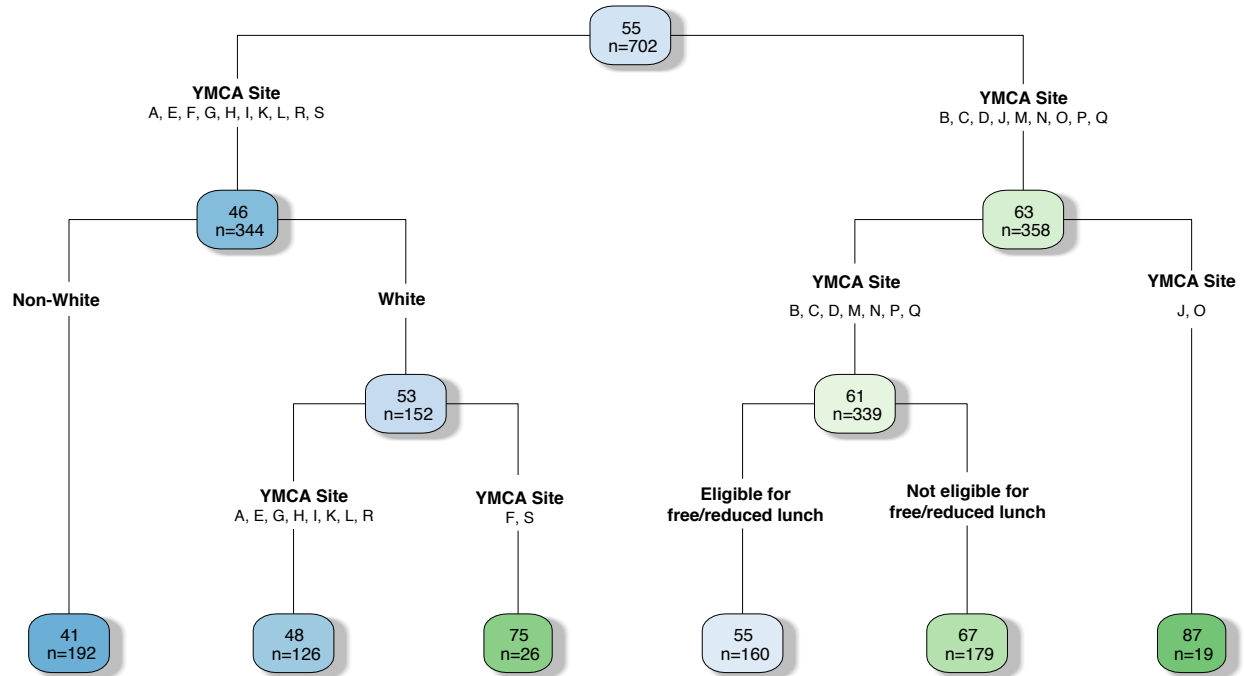 55
n=702
YMCA Site
A, E, F, G, H, I, K, L, R, S
YMCA Site
B, C, D, J, M, N, O, P, Q
46
n=344
63
n=358
Non-White
White
YMCA Site
B, C, D, M, N, P, Q
YMCA Site
J, O
53
n=152
61
n=339
YMCA Site
A, E, G, H, I, K, L, R
YMCA Site
F, S
Eligible for
free/reduced lunch
Not eligible for
free/reduced lunch
41
n=192
48
n=126
75
n=26
55
n=160
67
n=179
87
n=19